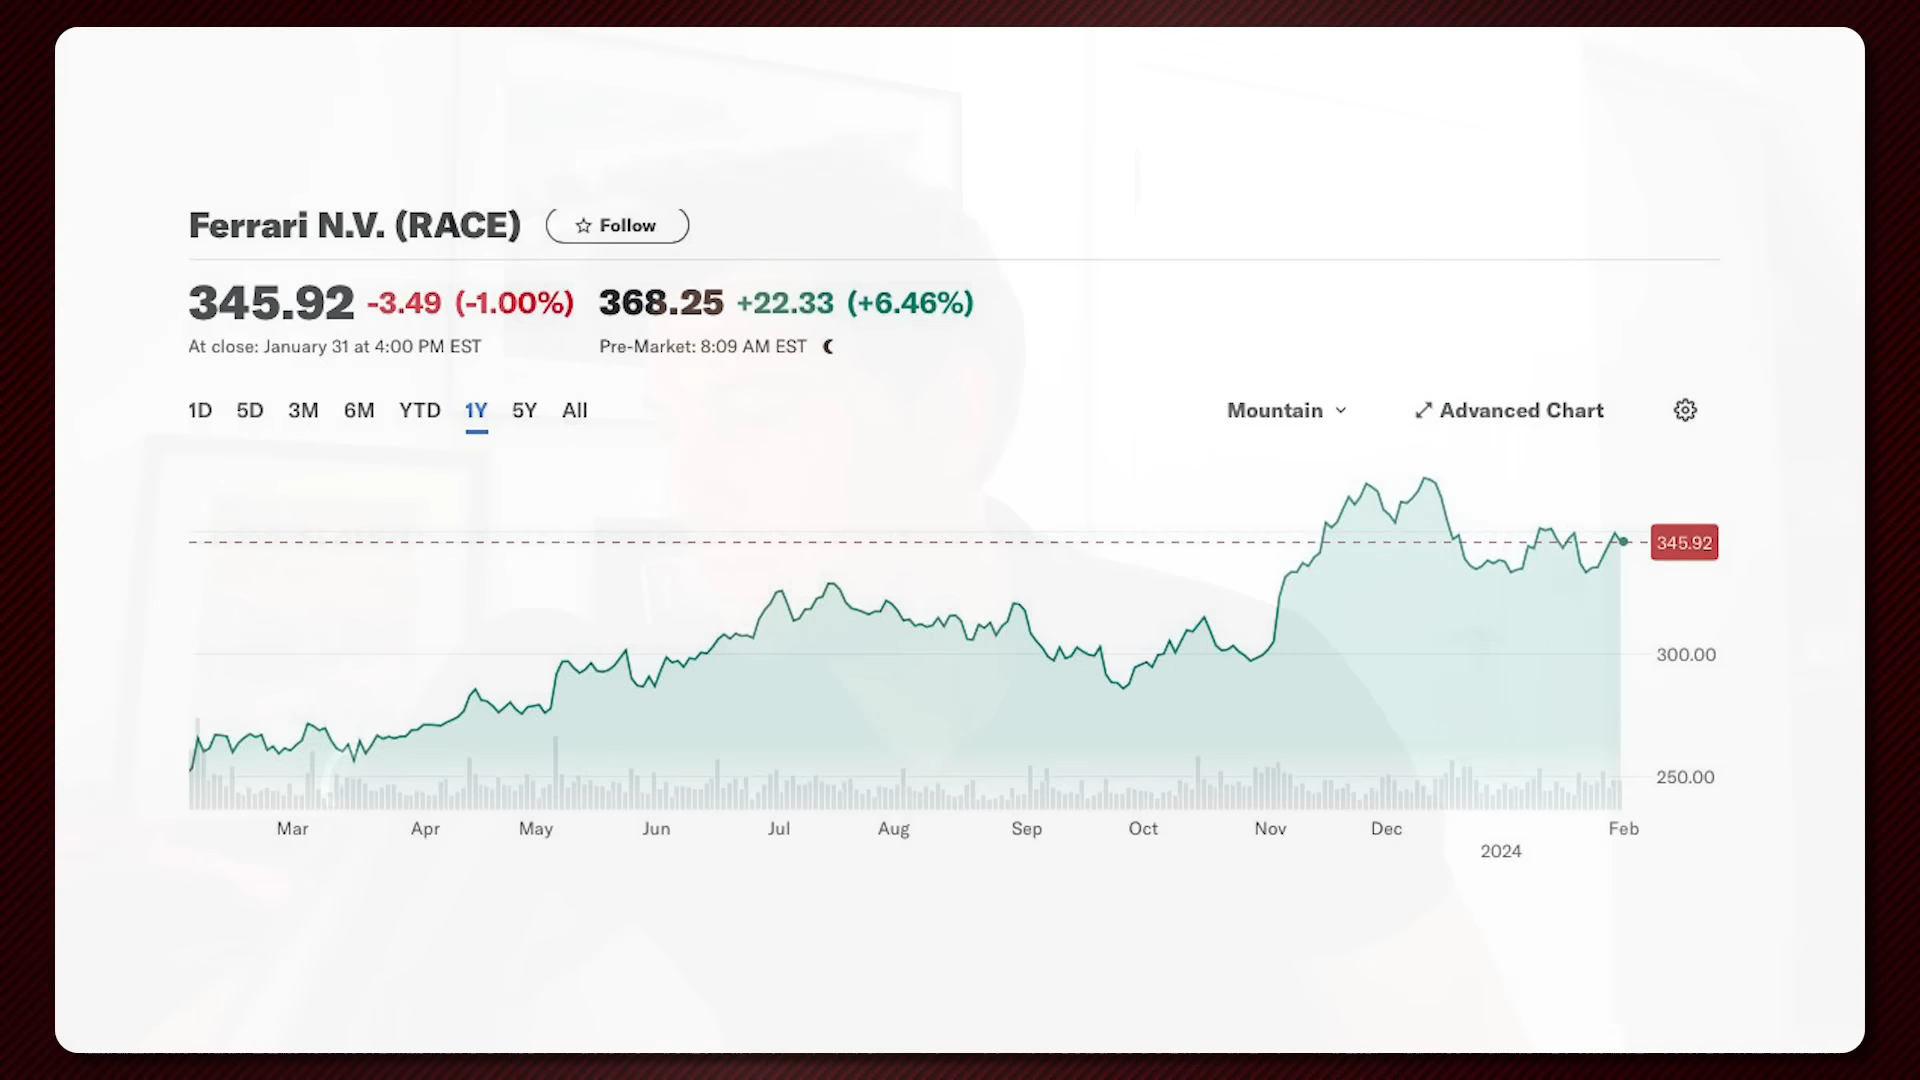 Ferrari N.V. (RACE) Follow
345.92 -3.49 (-1.00%) 368.25 +22.33 (+6.46%)
At close: January 31 at 4:00 PM EST Pre-Market: 8:09 AM EST
1D 5D 3M 6M YTD 1Y 5Y All Mountain Advanced Chart
345.92
300.00
250.00
Mar Apr May Jun Jul Aug Sep Oct Nov Dec Feb
2024